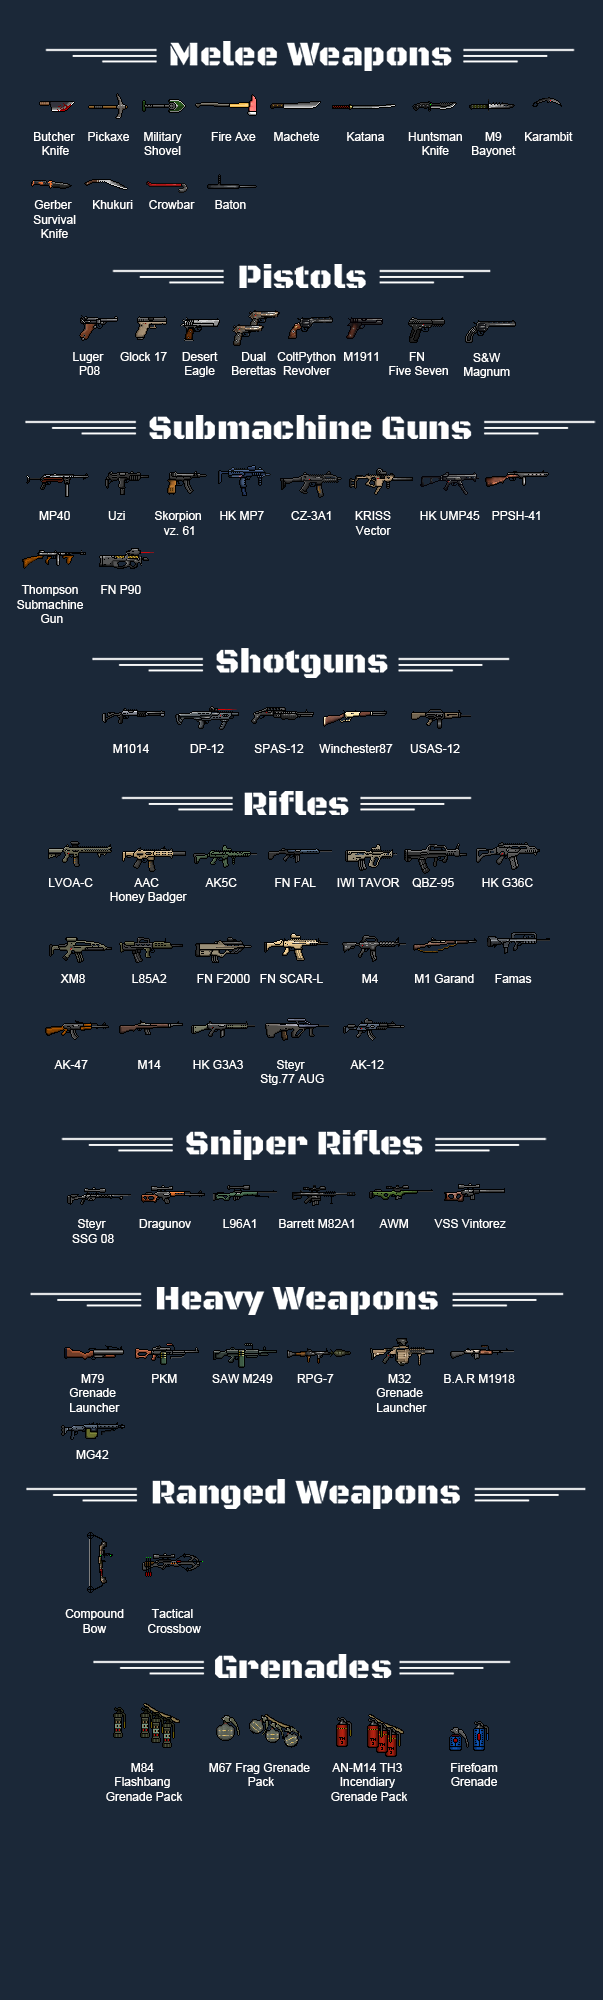 Melee Weapons
Butcher Knife
Pickaxe
Military Shovel
Fire Axe
Machete
Katana
Huntsman Knife
M9 Bayonet
Karambit
Gerber Survival Knife
Khukuri
Crowbar
Baton
Pistols
Luger P08
Glock 17
Desert Eagle
Dual Berettas
ColtPython Revolver
M1911
FN Five Seven
S&W Magnum
Submachine Guns
MP40
Uzi
Skorpion vz. 61
HK MP7
CZ-3A1
KRISS Vector
HK UMP45
PPSH-41
Thompson Submachine Gun
FN P90
Shotguns
M1014
DP-12
SPAS-12
Winchester87
USAS-12
Rifles
LVOA-C
AAC Honey Badger
AK5C
FN FAL
IWI TAVOR
QBZ-95
HK G36C
XM8
L85A2
FN F2000
FN SCAR-L
M4
M1 Garand
Famas
AK-47
M14
HK G3A3
Steyr Stg.77 AUG
AK-12
Sniper Rifles
Steyr SSG 08
Dragunov
L96A1
Barrett M82A1
AWM
VSS Vintorez
Heavy Weapons
M79 Grenade Launcher
PKM
SAW M249
RPG-7
M32 Grenade Launcher
B.A.R M1918
MG42
Ranged Weapons
Compound Bow
Tactical Crossbow
Grenades
M84 Flashbang Grenade Pack
M67 Frag Grenade Pack
AN-M14 TH3 Incendiary Grenade Pack
Firefoam Grenade